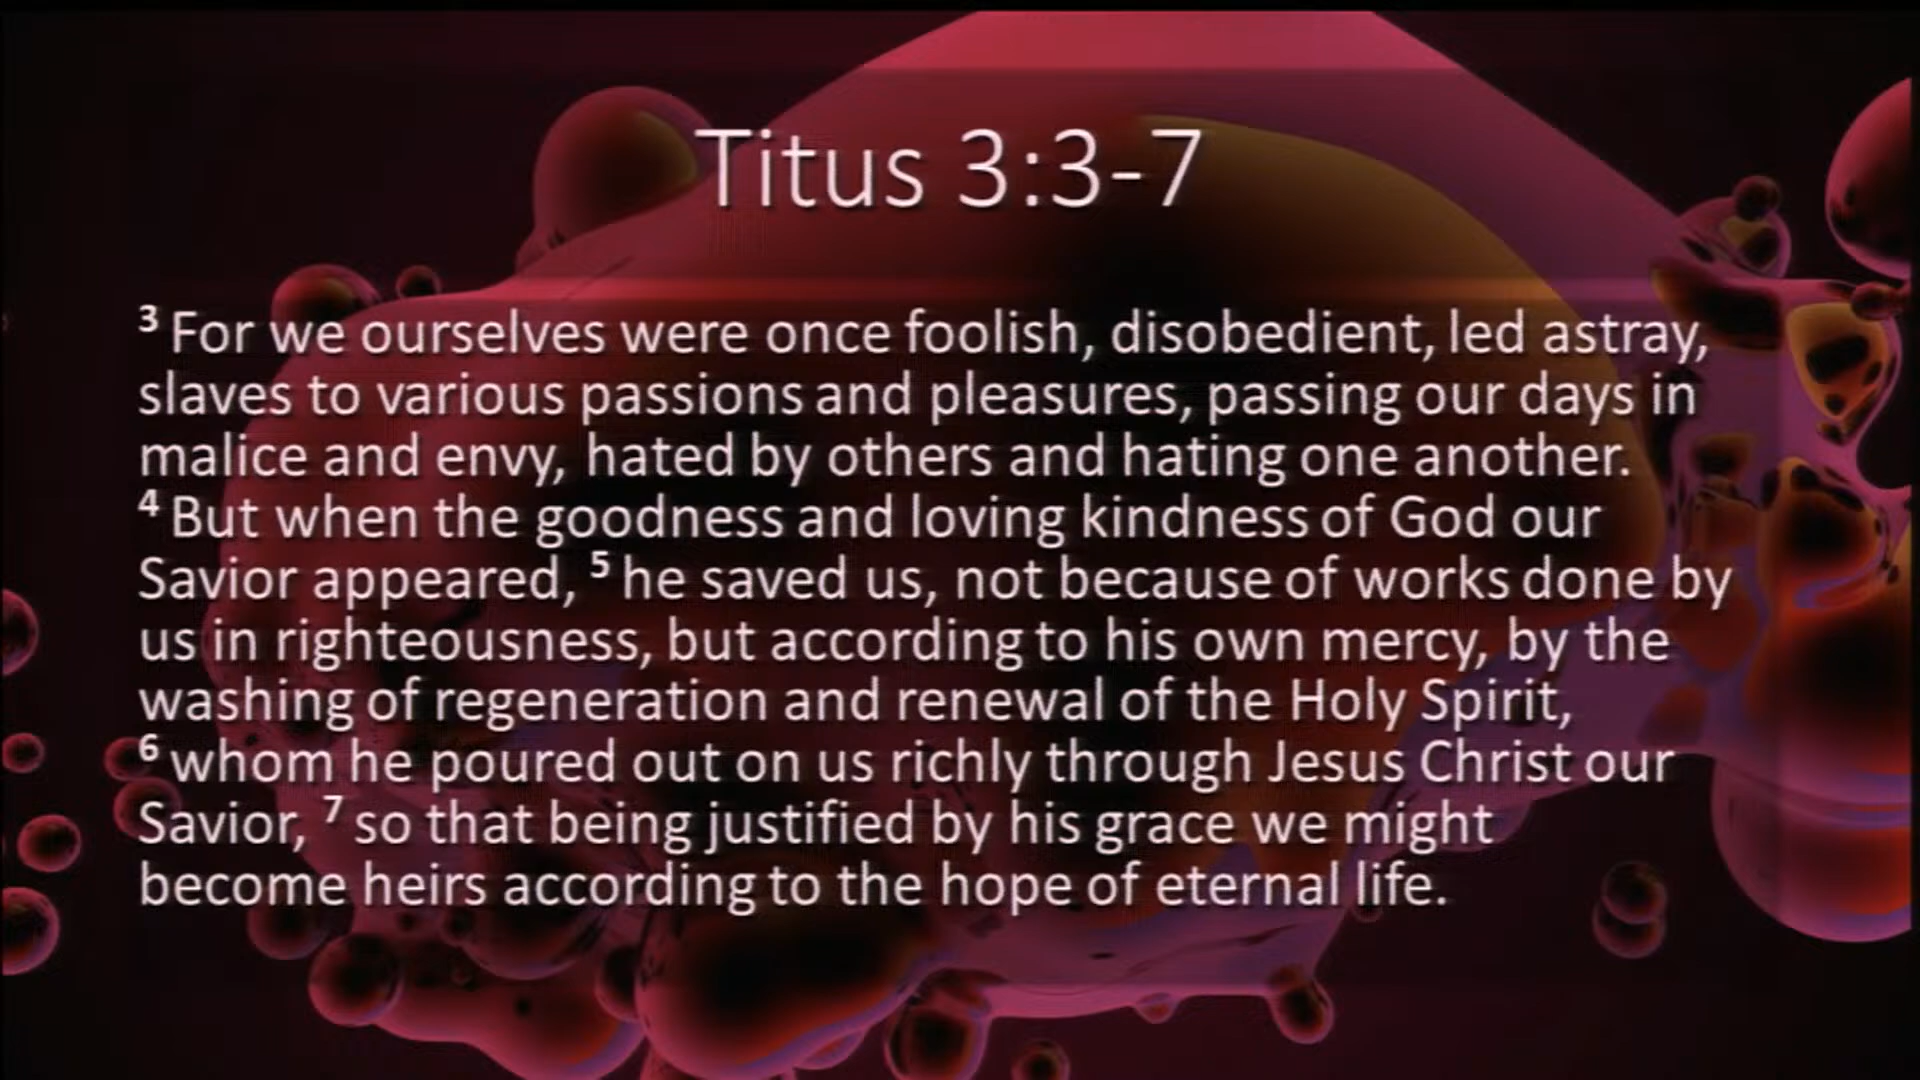 Titus 3:3-7
3 For we ourselves were once foolish, disobedient, led astray,
slaves to various passions and pleasures, passing our days in
malice and envy, hated by others and hating one another.
4 But when the goodness and loving kindness of God our
Savior appeared, 5 he saved us, not because of works done by
us in righteousness, but according to his own mercy, by the
washing of regeneration and renewal of the Holy Spirit,
6 whom he poured out on us richly through Jesus Christ our
Savior, 7 so that being justified by his grace we might
become heirs according to the hope of eternal life.